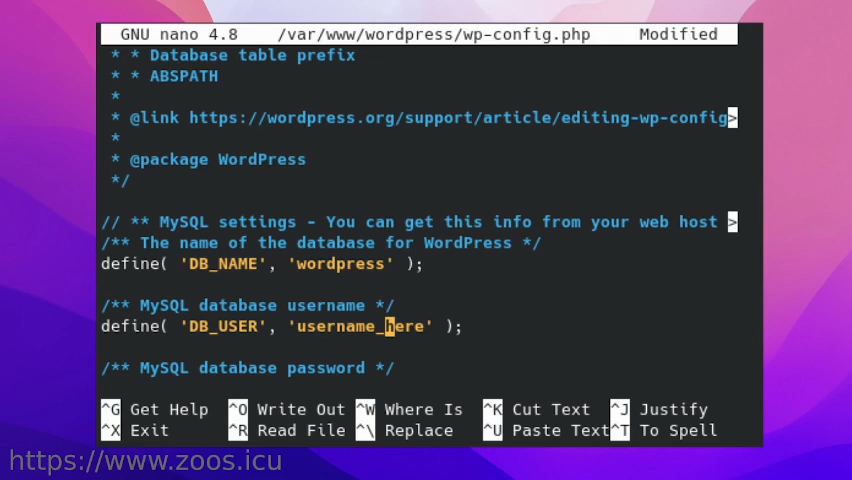 GNU nano 4.8 /var/www/wordpress/wp-config.php Modified
* * Database table prefix
* * ABSPATH
*
* @link https://wordpress.org/support/article/editing-wp-config>
*
* @package WordPress
*/
// ** MySQL settings - You can get this info from your web host >
/** The name of the database for WordPress */
define( 'DB_NAME', 'wordpress' );
/** MySQL database username */
define( 'DB_USER', 'username_here' );
/** MySQL database password */
^G Get Help ^O Write Out ^W Where Is ^K Cut Text ^J Justify
^X Exit ^R Read File ^\ Replace ^U Paste Text ^T To Spell
https://www.zoos.icu